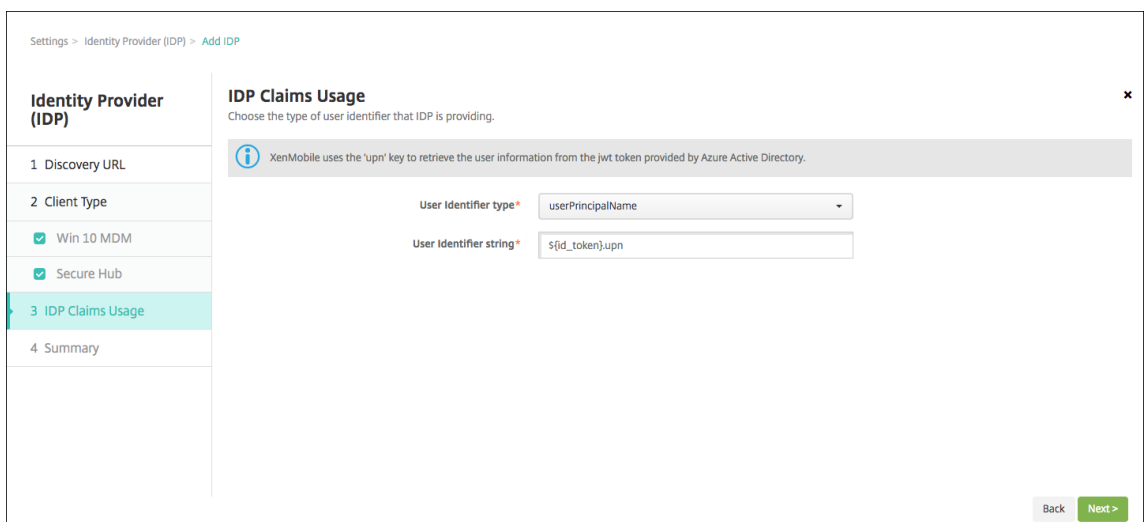 Settings > Identity Provider (IDP) > Add IDP
Identity Provider
(IDP)
1 Discovery URL
2 Client Type
Win 10 MDM
Secure Hub
3 IDP Claims Usage
4 Summary
IDP Claims Usage
Choose the type of user identifier that IDP is providing.
XenMobile uses the 'upn' key to retrieve the user information from the jwt token provided by Azure Active Directory.
User Identifier type* userPrincipalName
User Identifier string* ${id_token}.upn
Back Next >